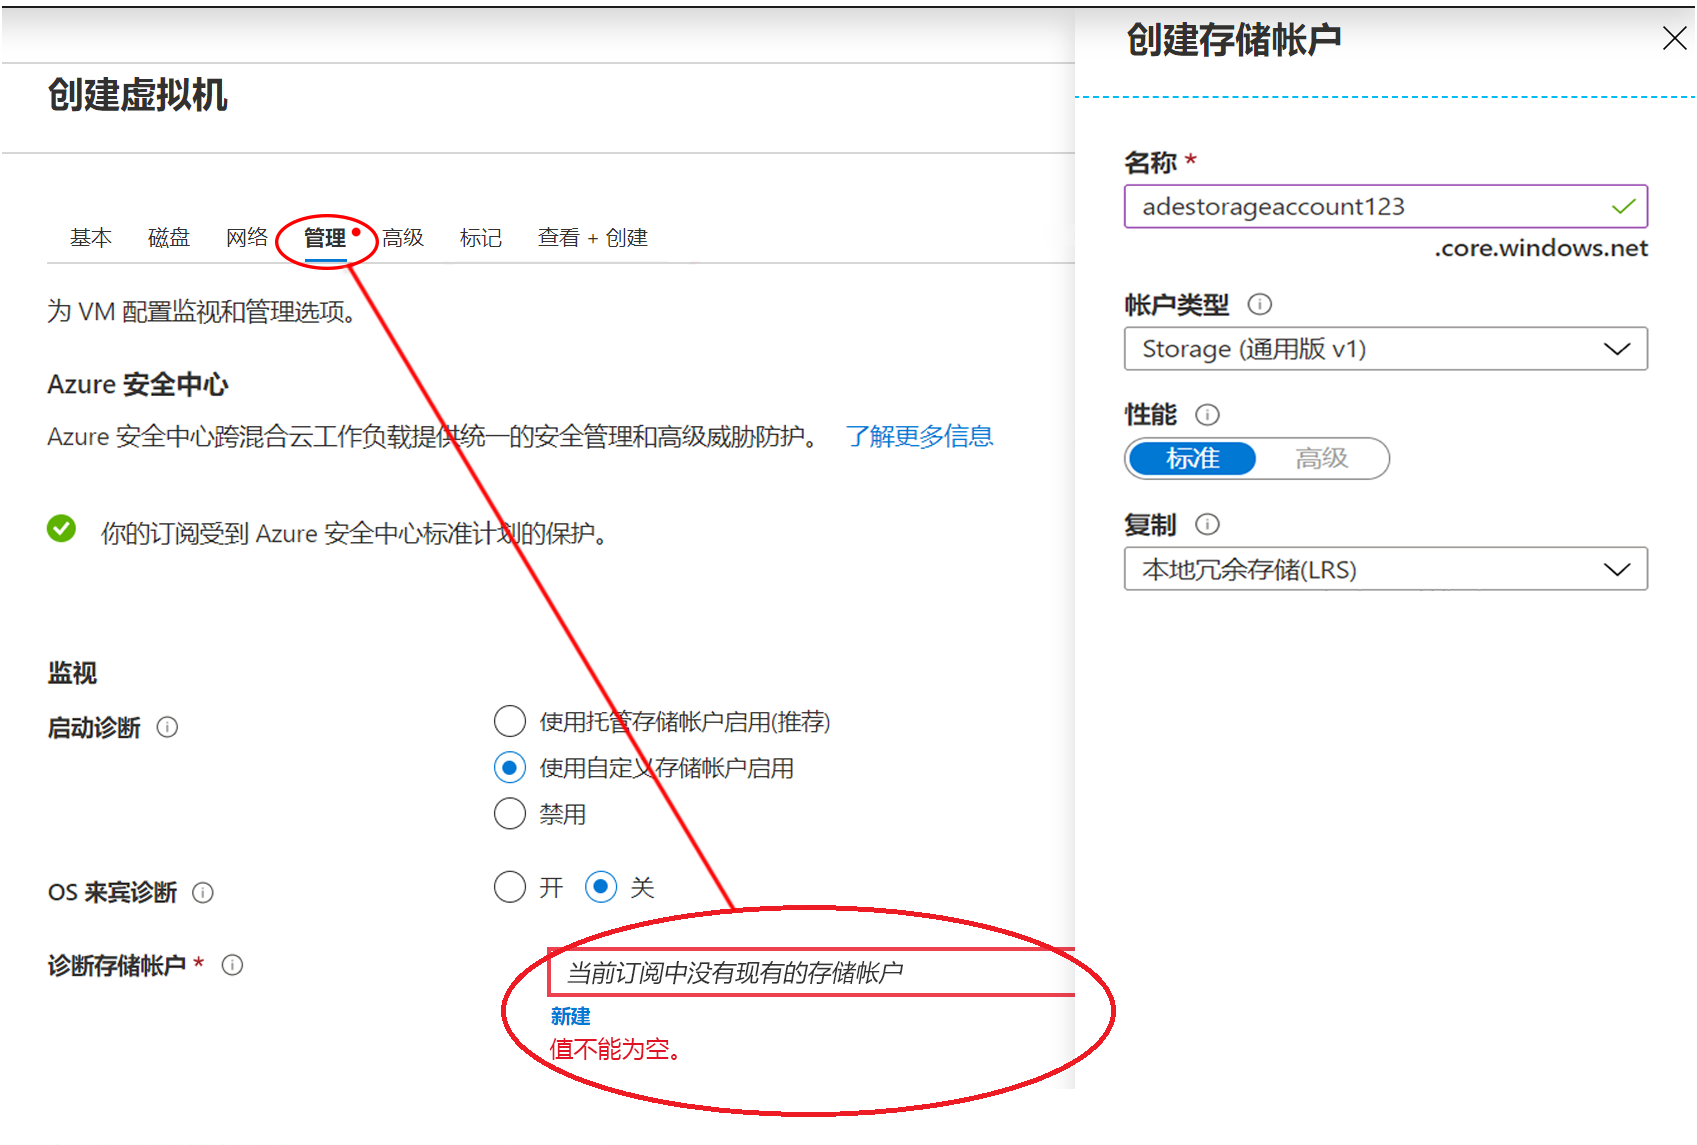 创建虚拟机
基本 磁盘 网络 管理 高级 标记 查看 + 创建
为 VM 配置监视和管理选项。
Azure 安全中心
Azure 安全中心跨混合云工作负载提供统一的安全管理和高级威胁防护。 了解更多信息
你的订阅受到 Azure 安全中心标准计划的保护。
监视
启动诊断
使用托管存储帐户启用(推荐)
使用自定义存储帐户启用
禁用
OS 来宾诊断
开 关
诊断存储帐户 *
当前订阅中没有现有的存储帐户
新建
值不能为空。
创建存储帐户
名称 *
adestorageaccount123
.core.windows.net
帐户类型
Storage (通用版 v1)
性能
标准 高级
复制
本地冗余存储(LRS)